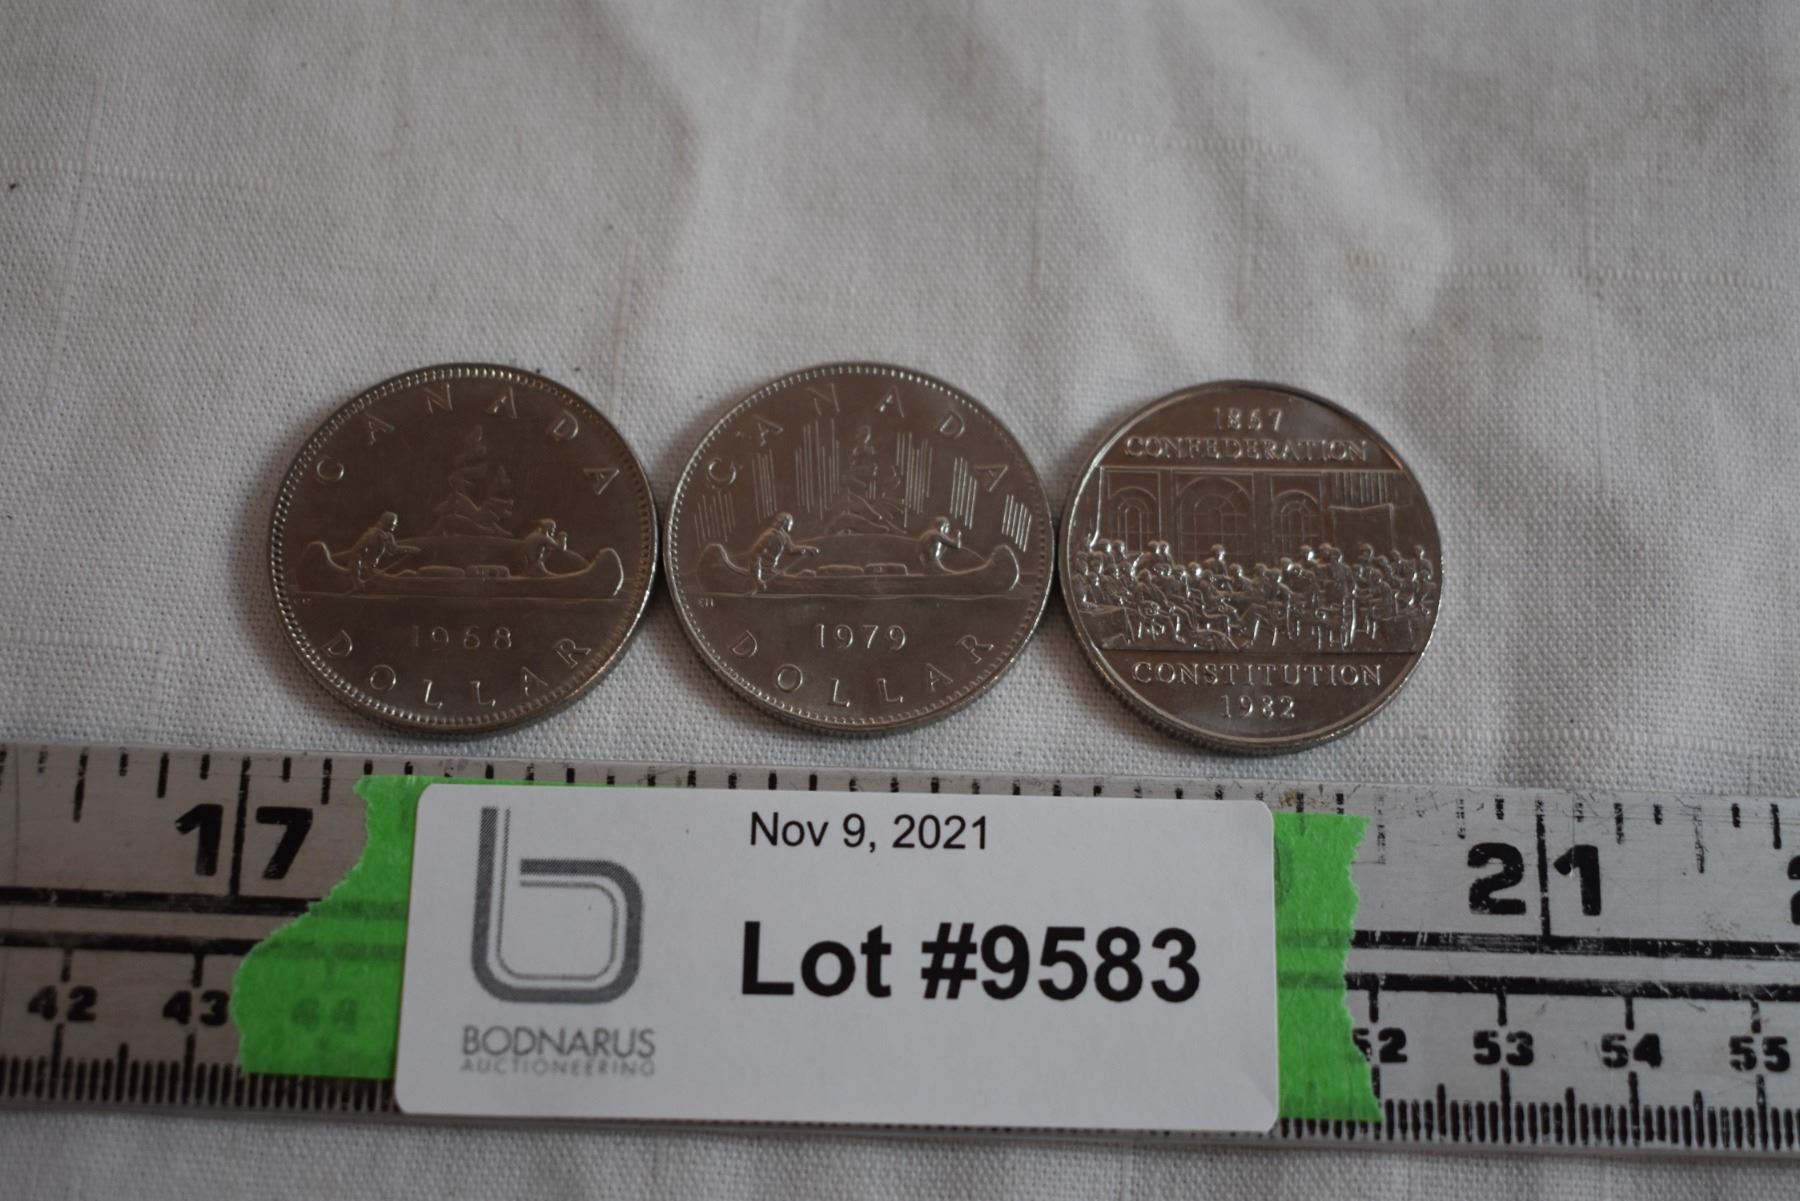 CANADA
1968
DOLLAR
CANADA
1979
DOLLAR
1867
CONFEDERATION
CONSTITUTION
1982
17
21
Nov 9, 2021
Lot #9583
BODNARUS
AUCTIONEERING
42 43 44 52 53 54 55